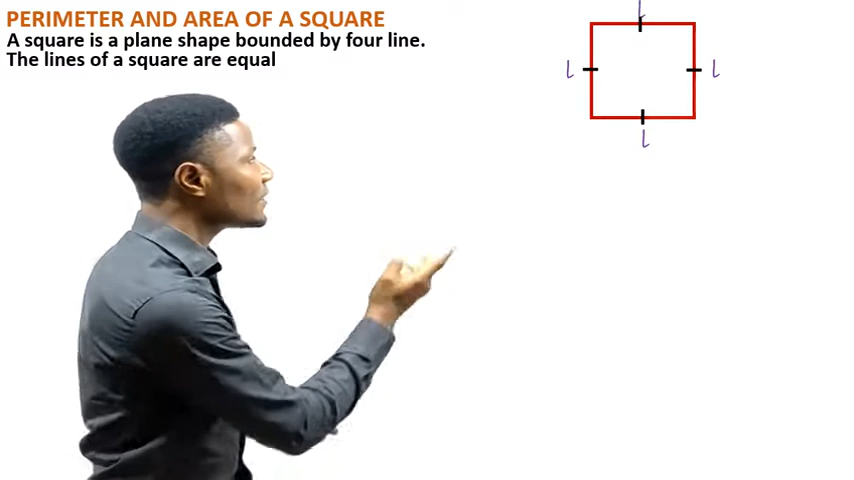 PERIMETER AND AREA OF A SQUARE
A square is a plane shape bounded by four line.
The lines of a square are equal
l
l
l
l